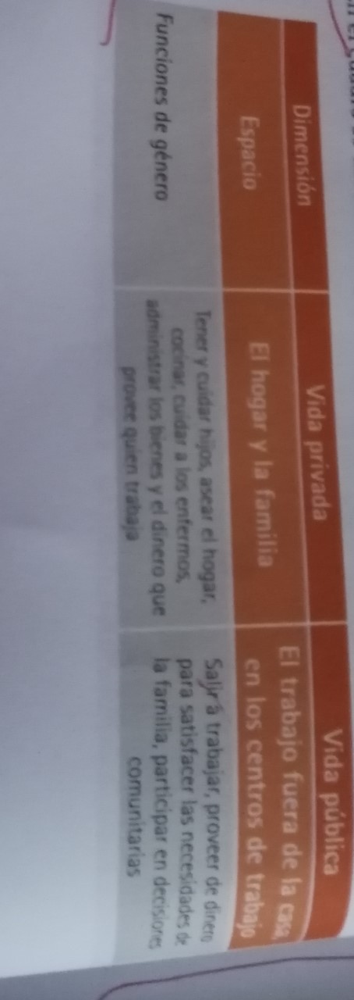 Dimensión
Vida privada
Vida pública
Espacio
El hogar y la familia
El trabajo fuera de la casa,
en los centros de trabajo
Funciones de género
Tener y cuidar hijos, asear el hogar,
cocinar, cuidar a los enfermos,
administrar los bienes y el dinero que
provee quien trabaja
Salir a trabajar, proveer de dinero
para satisfacer las necesidades de
la familia, participar en decisiones
comunitarias